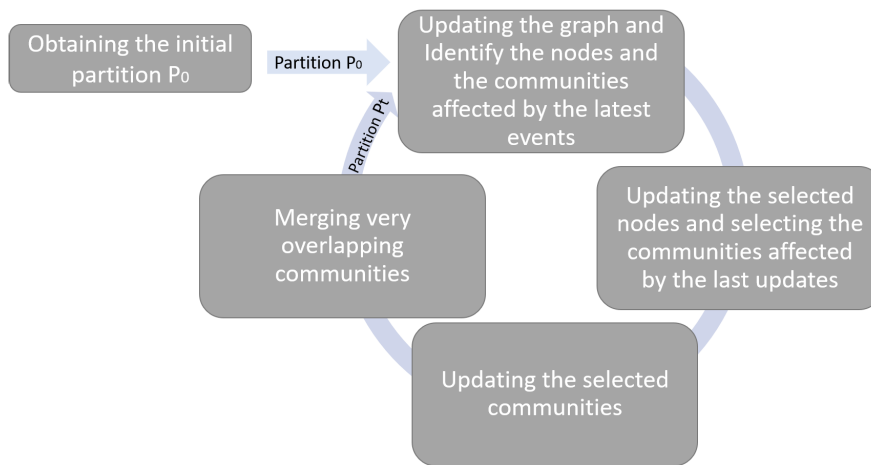 Obtaining the initial
partition P0
Partition P0
Updating the graph and
Identify the nodes and
the communities
affected by the latest
events
Updating the selected
nodes and selecting the
communities affected
by the last updates
Updating the selected
communities
Merging very
overlapping
communities
Partition Pt